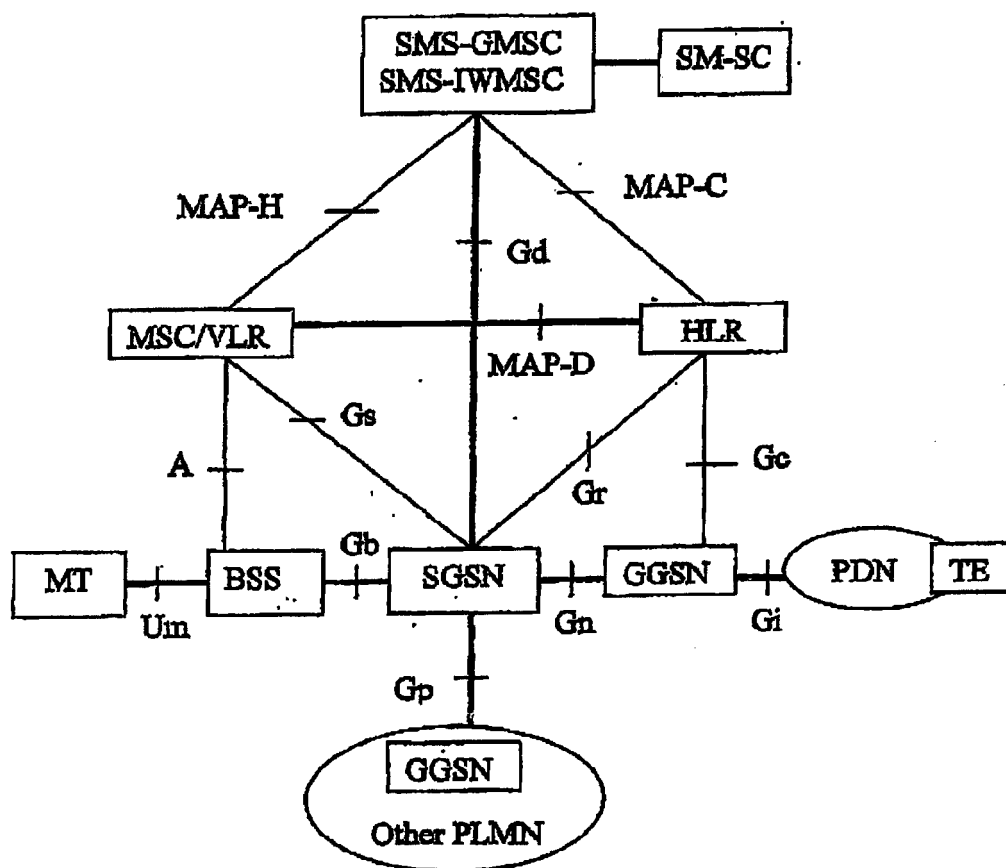 SMS-GMSC
SMS-IWMSC
SM-SC
MAP-H
MAP-C
Gd
MSC/VLR
HLR
MAP-D
Gs
A
Gr
Gc
MT
Um
BSS
Gb
SGSN
Gn
GGSN
Gi
PDN
TE
Gp
GGSN
Other PLMN